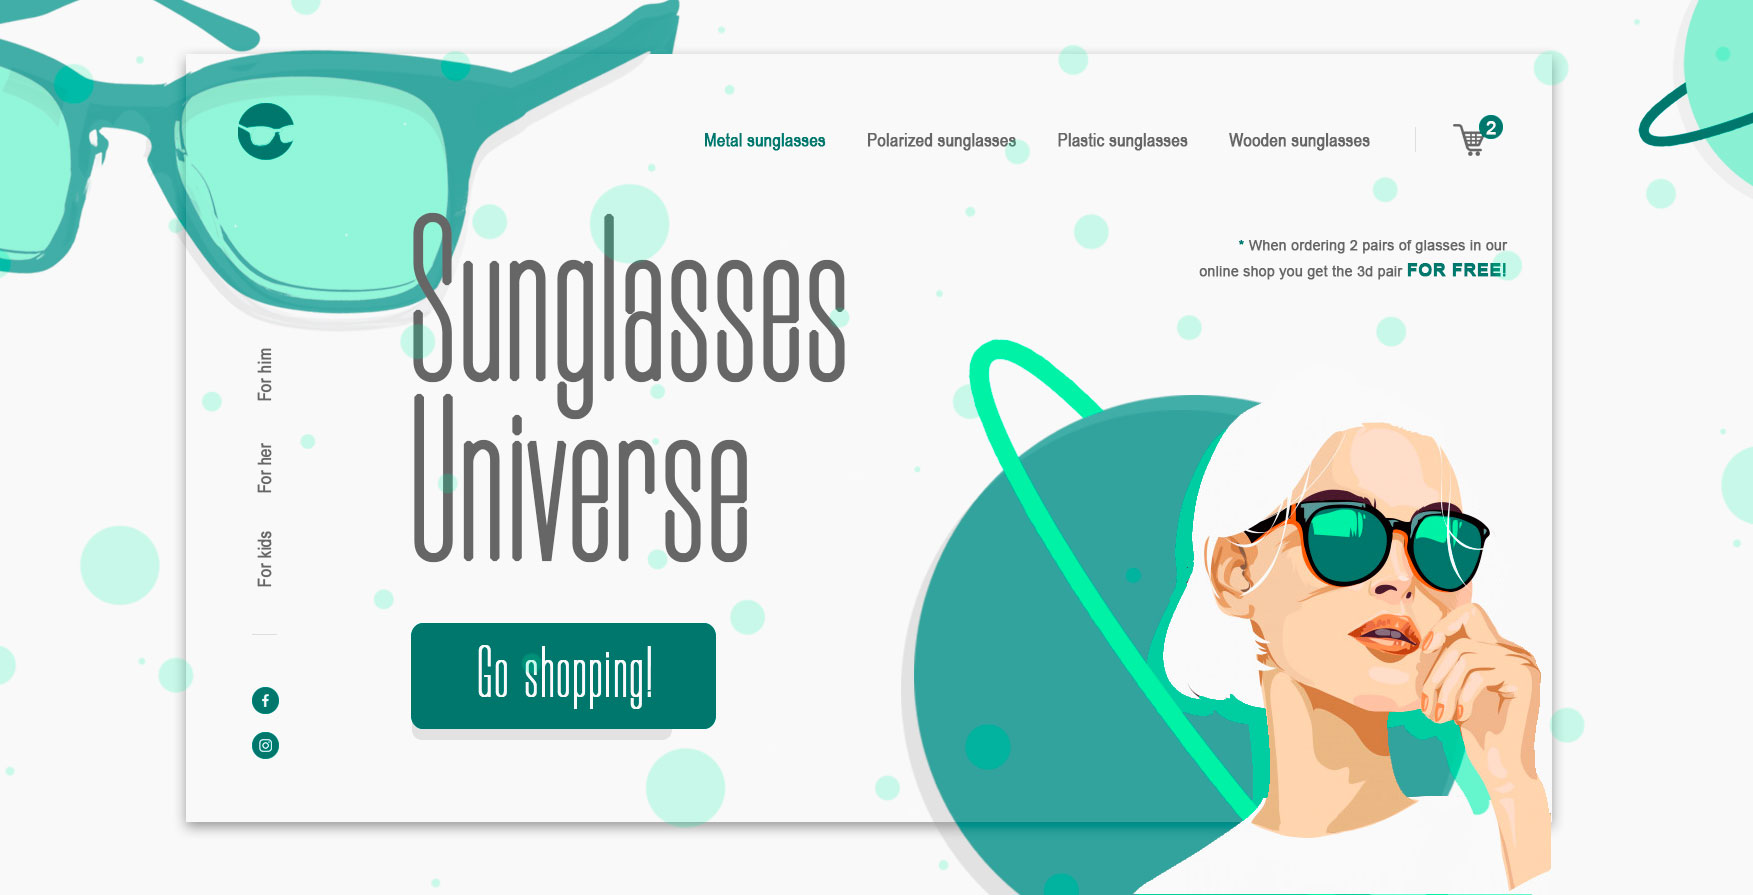 Metal sunglasses
Polarized sunglasses
Plastic sunglasses
Wooden sunglasses
2
* When ordering 2 pairs of glasses in our
online shop you get the 3d pair FOR FREE!
Sunglasses
Universe
For him
For her
For kids
Go shopping!